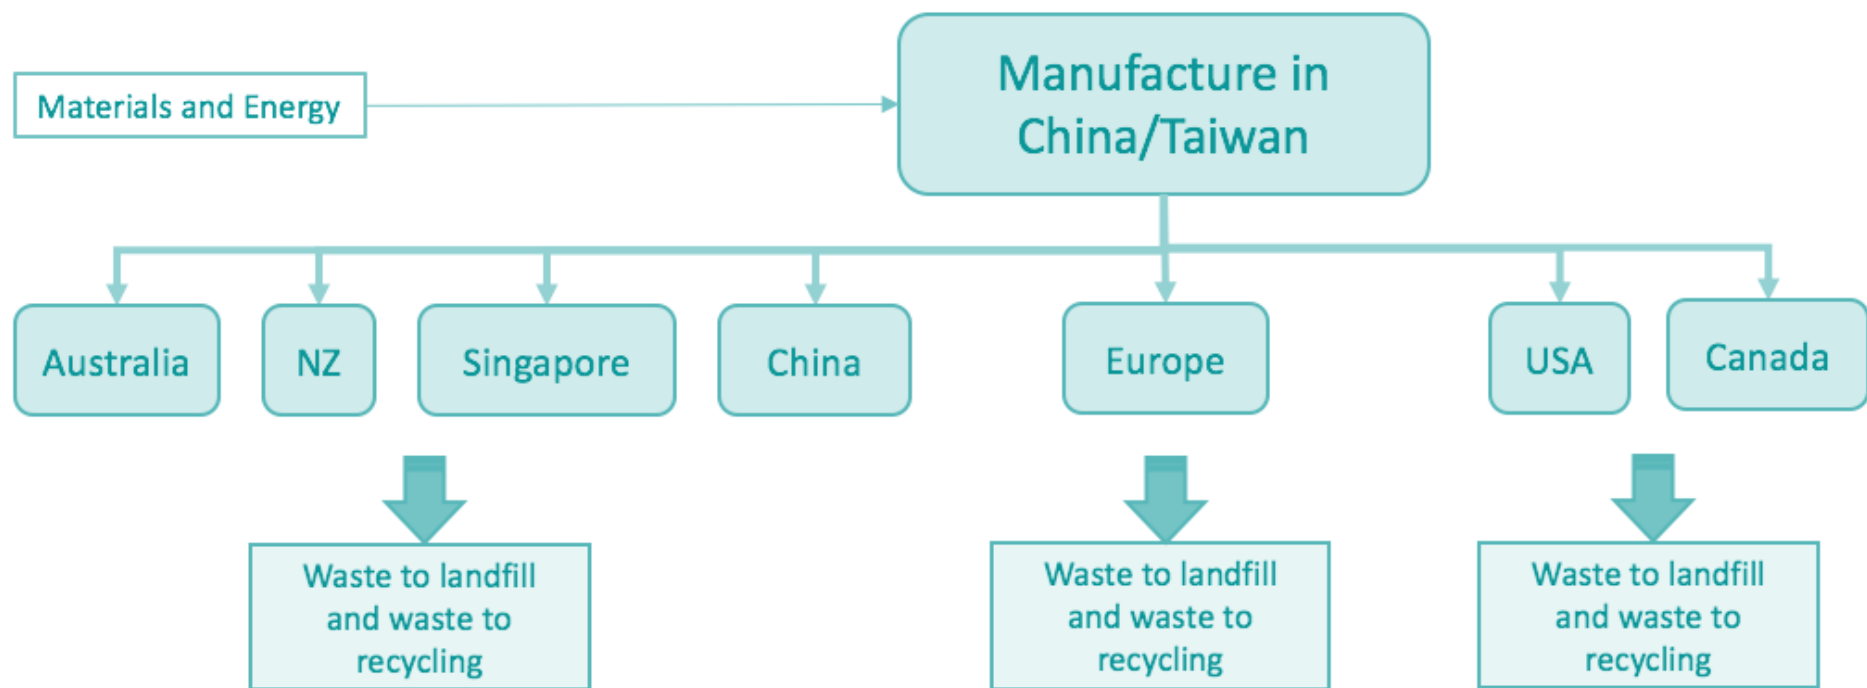 Materials and Energy
Manufacture in
China/Taiwan
Australia
NZ
Singapore
China
Europe
USA
Canada
Waste to landfill
and waste to
recycling
Waste to landfill
and waste to
recycling
Waste to landfill
and waste to
recycling